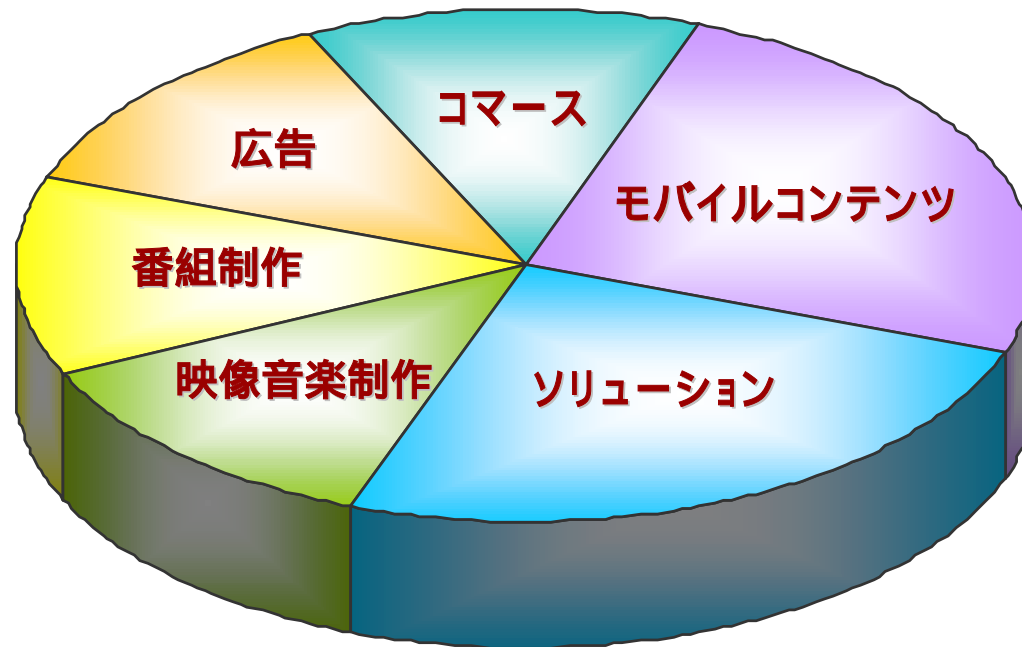 コマース
広告
モバイルコンテンツ
番組制作
映像音楽制作
ソリューション